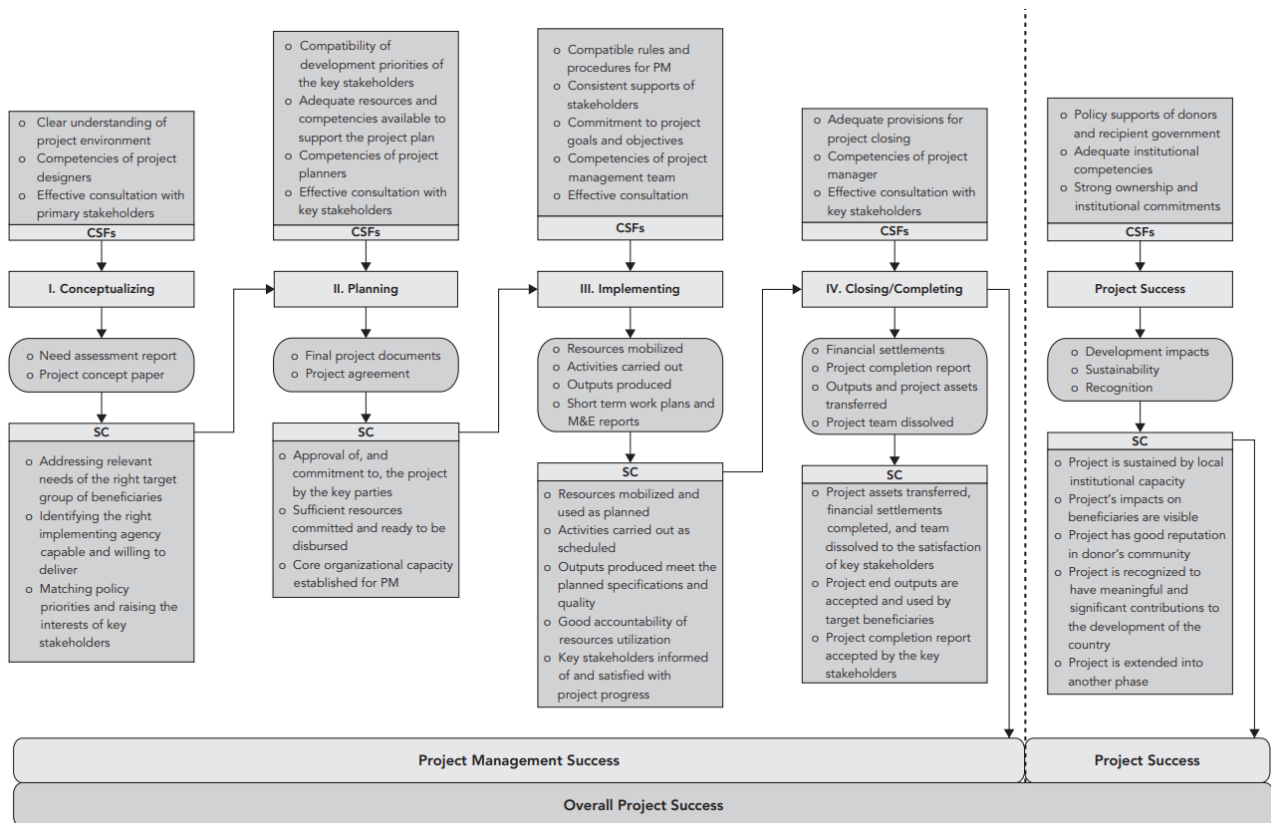 o Clear understanding of
project environment
o Competencies of project
designers
o Effective consultation with
primary stakeholders
CSFs
I. Conceptualizing
o Need assessment report
o Project concept paper
SC
o Addressing relevant
needs of the right target
group of beneficiaries
o Identifying the right
implementing agency
capable and willing to
deliver
o Matching policy
priorities and raising the
interests of key
stakeholders
o Compatibility of
development priorities of
the key stakeholders
o Adequate resources and
competencies available to
support the project plan
o Competencies of project
planners
o Effective consultation with
key stakeholders
CSFs
II. Planning
o Final project documents
o Project agreement
SC
o Approval of, and
commitment to, the project
by the key parties
o Sufficient resources
committed and ready to be
disbursed
o Core organizational capacity
established for PM
o Compatible rules and
procedures for PM
o Consistent supports of
stakeholders
o Commitment to project
goals and objectives
o Competencies of project
management team
o Effective consultation
CSFs
III. Implementing
o Resources mobilized
o Activities carried out
o Outputs produced
o Short term work plans and
M&E reports
SC
o Resources mobilized and
used as planned
o Activities carried out as
scheduled
o Outputs produced meet the
planned specifications and
quality
o Good accountability of
resources utilization
o Key stakeholders informed
of and satisfied with
project progress
o Adequate provisions for
project closing
o Competencies of project
manager
o Effective consultation with
key stakeholders
CSFs
IV. Closing/Completing
o Financial settlements
o Project completion report
o Outputs and project assets
transferred
o Project team dissolved
SC
o Project assets transferred,
financial settlements
completed, and team
dissolved to the satisfaction
of key stakeholders
o Project end outputs are
accepted and used by
target beneficiaries
o Project completion report
accepted by the key
stakeholders
o Policy supports of donors
and recipient government
o Adequate institutional
competencies
o Strong ownership and
institutional commitments
CSFs
Project Success
o Development impacts
o Sustainability
o Recognition
SC
o Project is sustained by local
institutional capacity
o Project's impacts on
beneficiaries are visible
o Project has good reputation
in donor's community
o Project is recognized to
have meaningful and
significant contributions to
the development of the
country
o Project is extended into
another phase
Project Management Success
Project Success
Overall Project Success